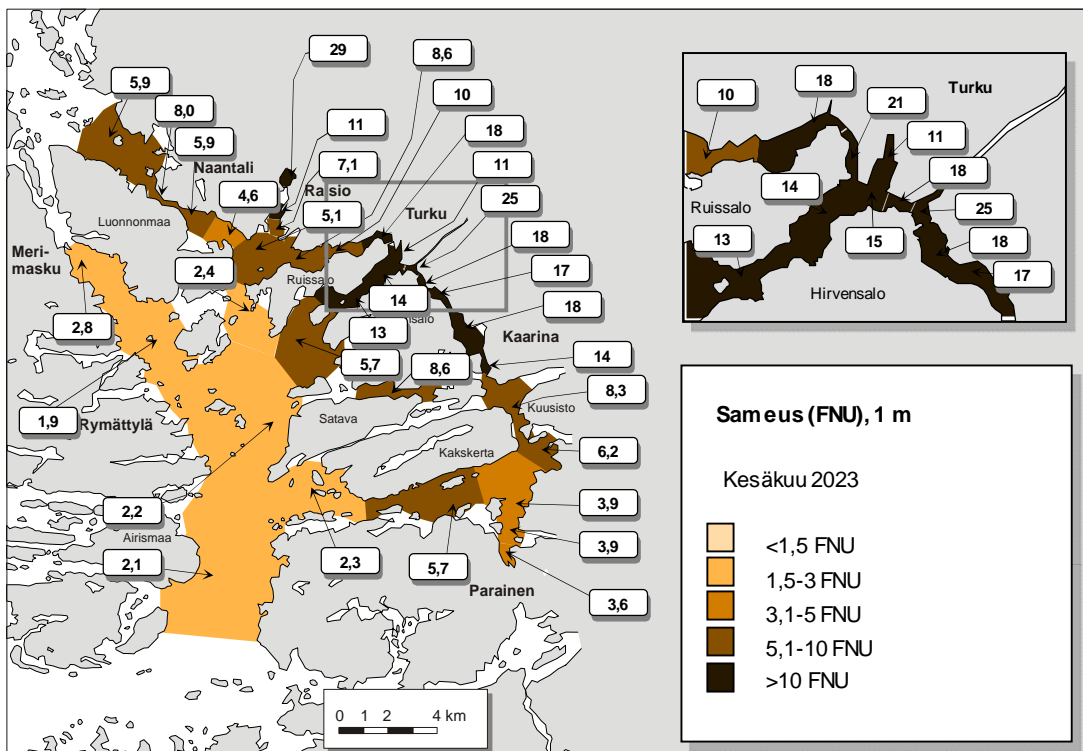 29
8,6
5,9
10
8,0
11
18
5,9
Naantali
7,1
11
4,6
Raisio
5,1
25
Luonnonmaa
Turku
Meri-
masku
18
2,4
Ruissalo
17
14
2,8
13
18
Kaarina
5,7
8,6
14
1,9
Rymättylä
Satava
8,3
Kuusisto
Kakskerta
6,2
2,2
3,9
Airismaa
3,9
2,1
2,3
5,7
Parainen
3,6
0 1 2 4 km
18
21
Turku
10
11
14
18
Ruissalo
25
13
15
18
17
Hirvensalo
Sameus (FNU), 1 m
Kesäkuu 2023
<1,5 FNU
1,5-3 FNU
3,1-5 FNU
5,1-10 FNU
>10 FNU